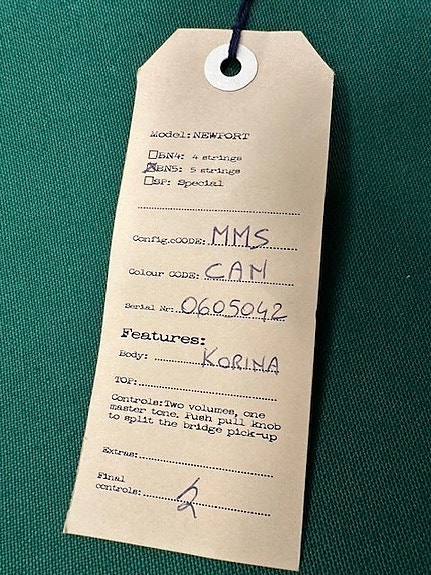 Model: NEWPORT
BN4: 4 strings
BN5: 5 strings
SP: Special
Config.cCODE: MMS
Colour CODE: CAM
Serial Nr: 0605042
Features:
Body: KORINA
TOP:
Controls: Two volumes, one
master tone. Push pull knob
to split the bridge pick-up
Extras:
Final
controls: